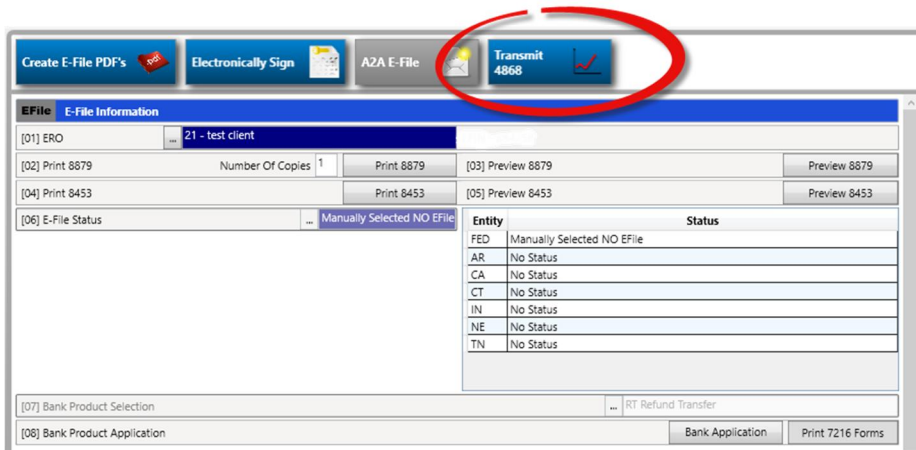 Create E-File PDF's
.pdf
Electronically Sign
A2A E-File
Transmit
4868
EFile E-File Information
[01] ERO ... 21 - test client
[02] Print 8879 Number Of Copies 1 Print 8879 [03] Preview 8879 Preview 8879
[04] Print 8453 Print 8453 [05] Preview 8453 Preview 8453
[06] E-File Status ... Manually Selected NO EFile
Entity Status
FED Manually Selected NO EFile
AR No Status
CA No Status
CT No Status
IN No Status
NE No Status
TN No Status
[07] Bank Product Selection ... RT Refund Transfer
[08] Bank Product Application Bank Application Print 7216 Forms